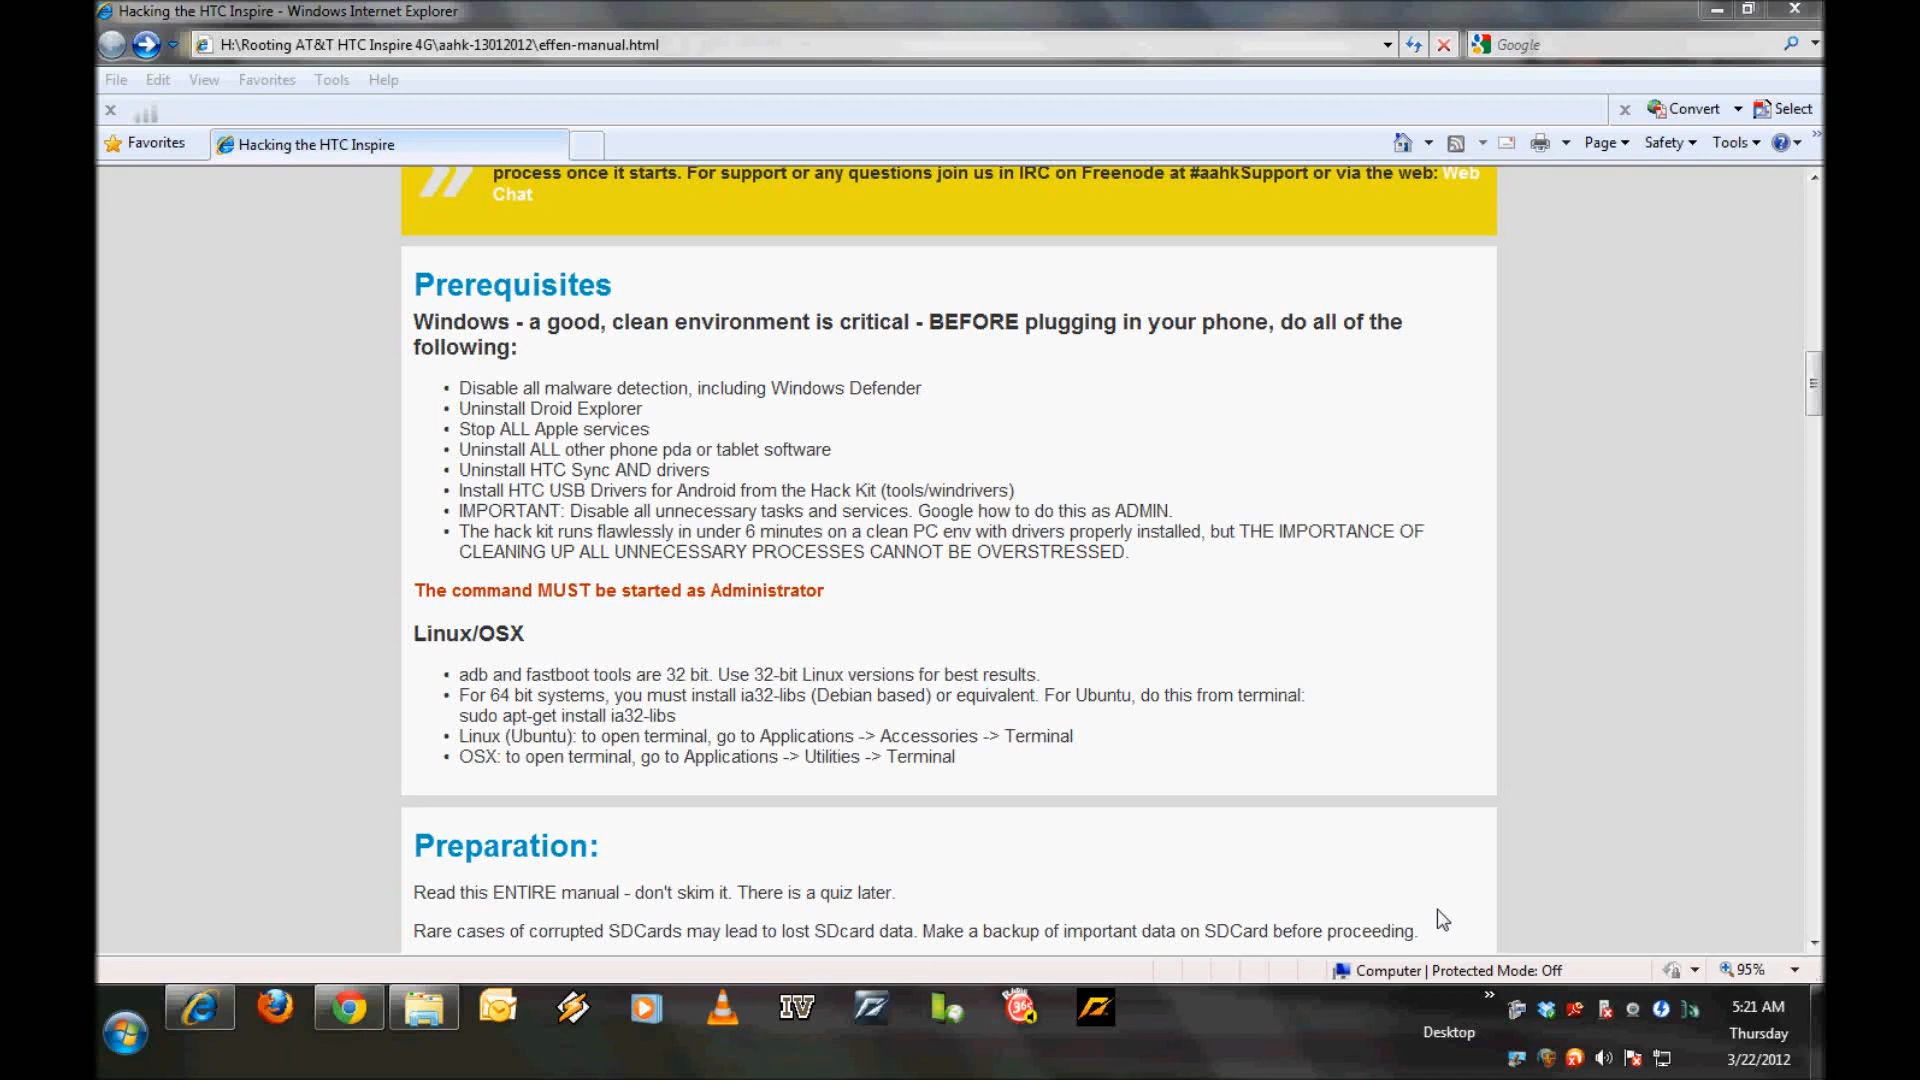 Hacking the HTC Inspire - Windows Internet Explorer
H:\Rooting AT&T HTC Inspire 4G\aahk-13012012\effen-manual.html
Google
File Edit View Favorites Tools Help
x
x Convert Select
Favorites
Hacking the HTC Inspire
Page Safety Tools
process once it starts. For support or any questions join us in IRC on Freenode at #aahkSupport or via the web: Web
Chat
Prerequisites
Windows - a good, clean environment is critical - BEFORE plugging in your phone, do all of the
following:
• Disable all malware detection, including Windows Defender
• Uninstall Droid Explorer
• Stop ALL Apple services
• Uninstall ALL other phone pda or tablet software
• Uninstall HTC Sync AND drivers
• Install HTC USB Drivers for Android from the Hack Kit (tools/windrivers)
• IMPORTANT: Disable all unnecessary tasks and services. Google how to do this as ADMIN.
• The hack kit runs flawlessly in under 6 minutes on a clean PC env with drivers properly installed, but THE IMPORTANCE OF
CLEANING UP ALL UNNECESSARY PROCESSES CANNOT BE OVERSTRESSED.
The command MUST be started as Administrator
Linux/OSX
• adb and fastboot tools are 32 bit. Use 32-bit Linux versions for best results.
• For 64 bit systems, you must install ia32-libs (Debian based) or equivalent. For Ubuntu, do this from terminal:
sudo apt-get install ia32-libs
• Linux (Ubuntu): to open terminal, go to Applications -> Accessories -> Terminal
• OSX: to open terminal, go to Applications -> Utilities -> Terminal
Preparation:
Read this ENTIRE manual - don't skim it. There is a quiz later.
Rare cases of corrupted SDCards may lead to lost SDcard data. Make a backup of important data on SDCard before proceeding.
Computer | Protected Mode: Off
95%
IV
Desktop
5:21 AM
Thursday
3/22/2012